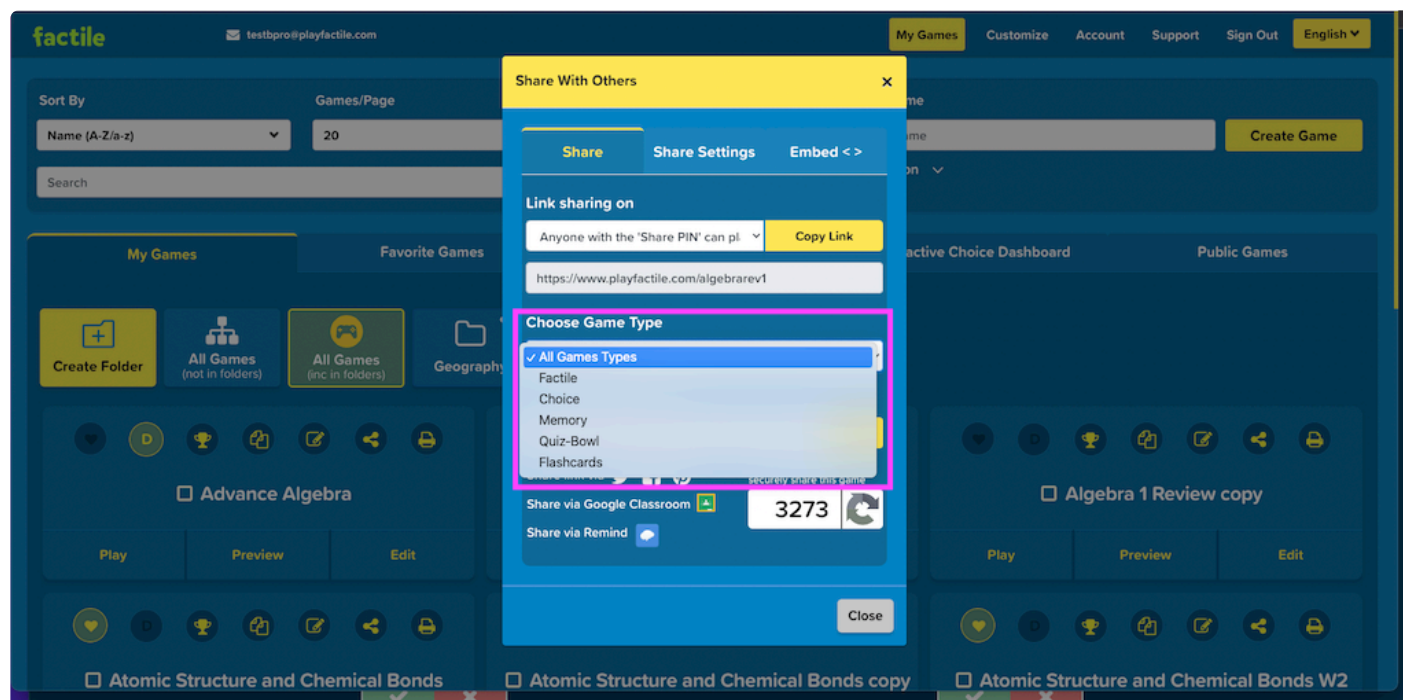 factile
testbpro@playfactile.com
My Games
Customize
Account
Support
Sign Out
English
Share With Others
×
Sort By
Games/Page
me
Name (A-Z/a-z)
20
me
Create Game
Search
on
Share
Share Settings
Embed < >
Link sharing on
Anyone with the 'Share PIN' can pl
Copy Link
https://www.playfactile.com/algebrarev1
My Games
Favorite Games
active Choice Dashboard
Public Games
Choose Game Type
✓ All Games Types
Factile
Choice
Memory
Quiz-Bowl
Flashcards
Create Folder
All Games
(not in folders)
All Games
(inc in folders)
Geography
Share link via
securely share this game
Share via Google Classroom
3273
Share via Remind
Close
D
Advance Algebra
Play
Preview
Edit
D
Algebra 1 Review copy
Play
Preview
Edit
D
Atomic Structure and Chemical Bonds
Atomic Structure and Chemical Bonds copy
D
Atomic Structure and Chemical Bonds W2